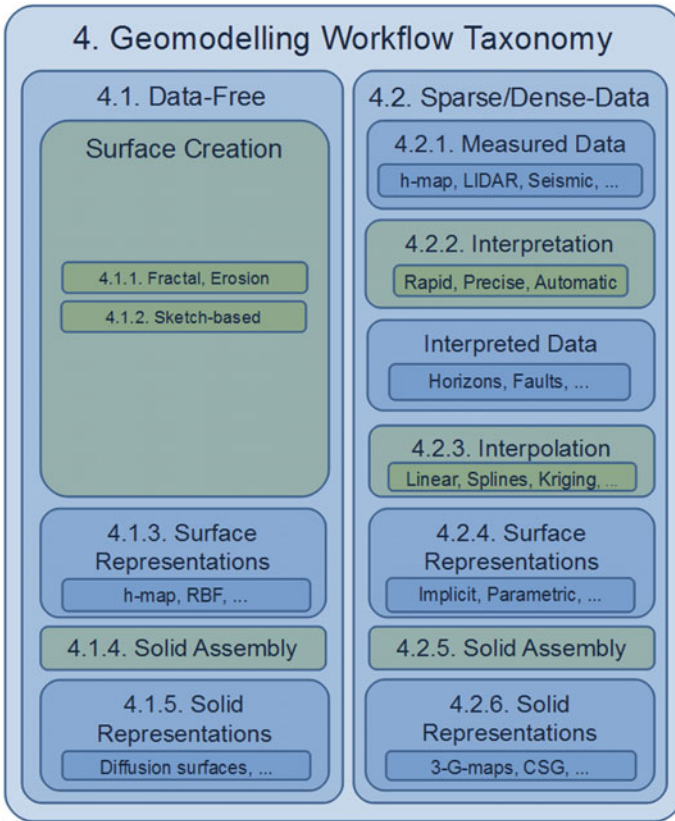 4. Geomodelling Workflow Taxonomy
4.1. Data-Free
Surface Creation
4.1.1. Fractal, Erosion
4.1.2. Sketch-based
4.1.3. Surface
Representations
h-map, RBF, ...
4.1.4. Solid Assembly
4.1.5. Solid
Representations
Diffusion surfaces, ...
4.2. Sparse/Dense-Data
4.2.1. Measured Data
h-map, LIDAR, Seismic, ...
4.2.2. Interpretation
Rapid, Precise, Automatic
Interpreted Data
Horizons, Faults, ...
4.2.3. Interpolation
Linear, Splines, Kriging, ...
4.2.4. Surface
Representations
Implicit, Parametric, ...
4.2.5. Solid Assembly
4.2.6. Solid
Representations
3-G-maps, CSG, ...